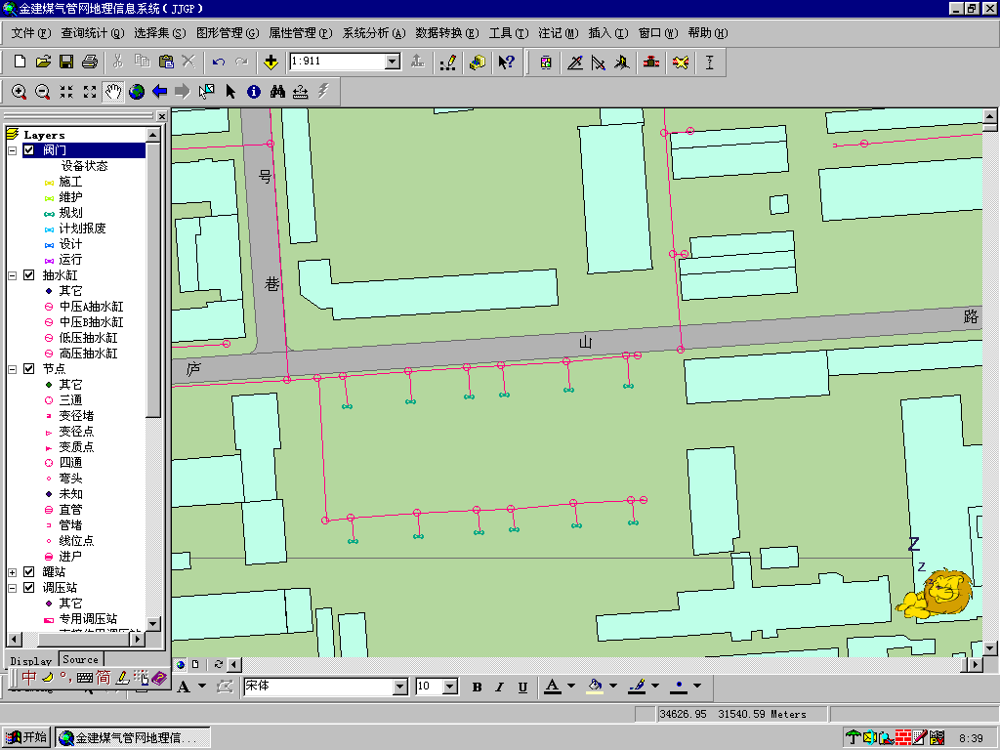 金建煤气管网地理信息系统(JJGP)
文件(F) 查询统计(Q) 选择集(S) 图形管理(G) 属性管理(P) 系统分析(A) 数据转换(E) 工具(T) 注记(M) 插入(I) 窗口(W) 帮助(H)
1:911
Layers
阀门
设备状态
施工
维护
规划
计划报废
设计
运行
抽水缸
其它
中压A抽水缸
中压B抽水缸
低压抽水缸
高压抽水缸
节点
其它
三通
变径堵
变径点
变质点
四通
弯头
未知
直管
管堵
线位点
进户
罐站
调压站
其它
专用调压站
号
巷
庐
山
路
Z
z
Display Source
中 简
A 宋体 10 B I U A
34626.95 31540.59 Meters
开始 金建煤气管网地理信... 8:39